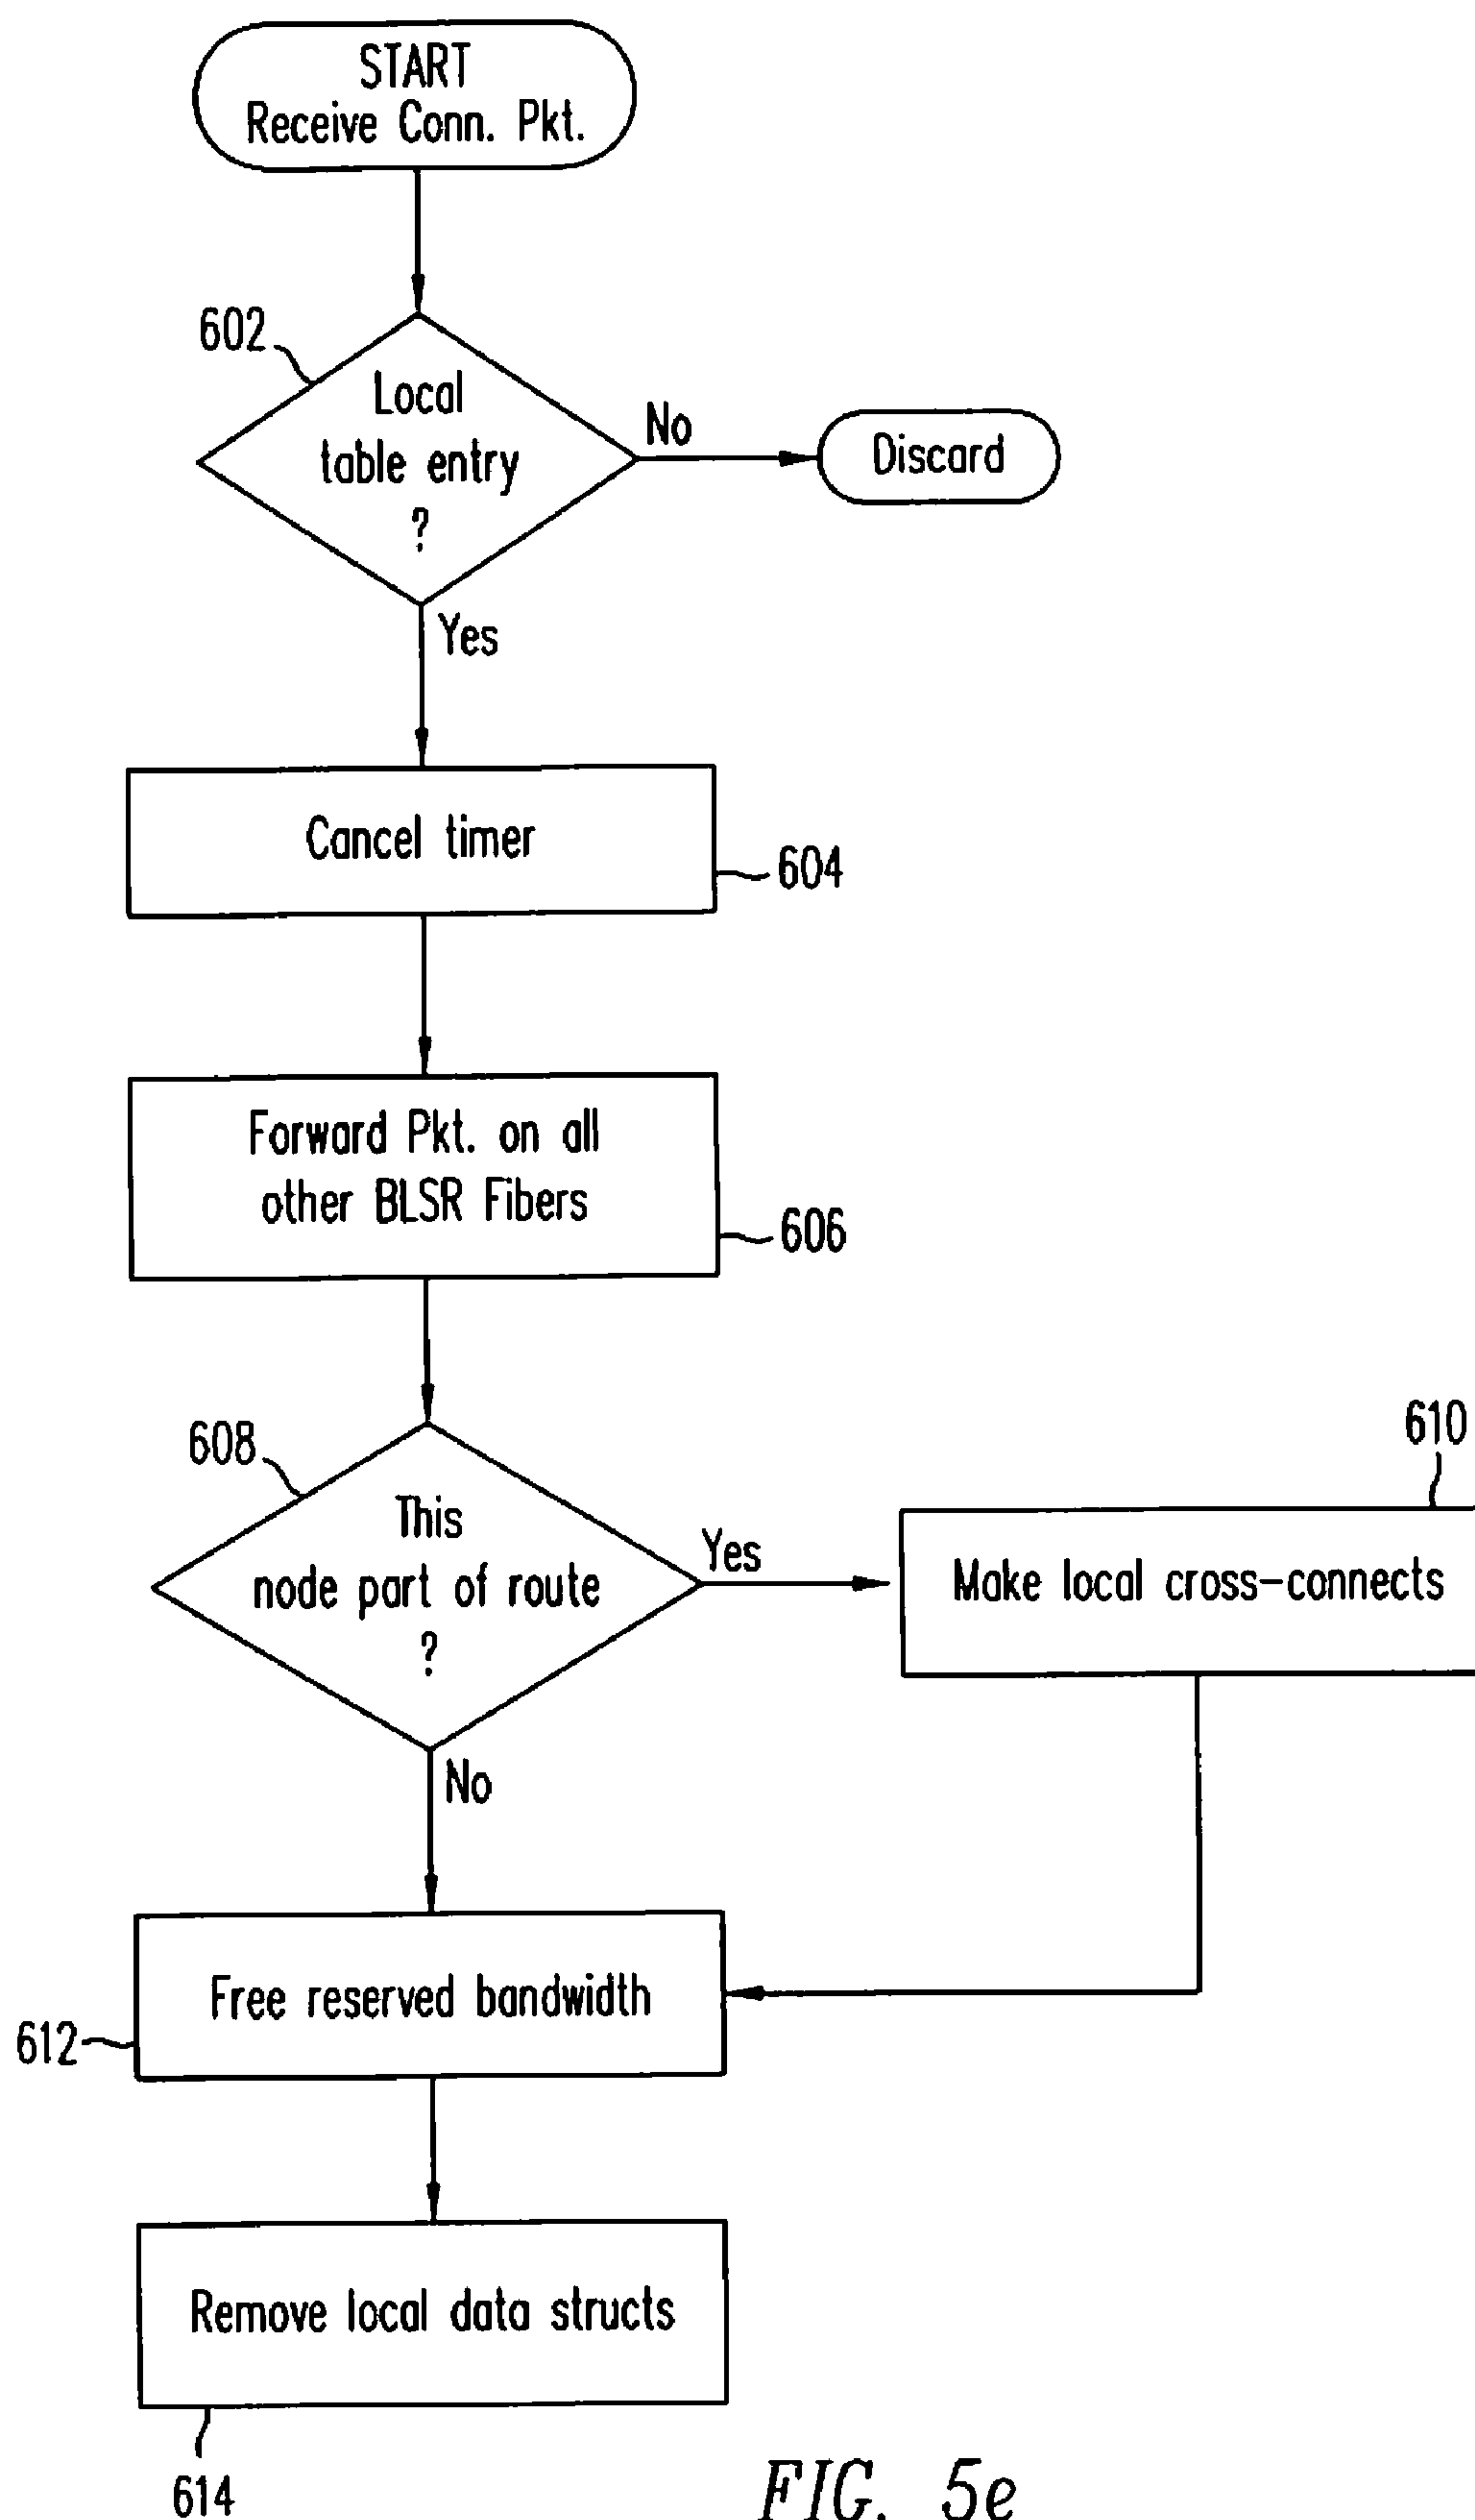 START
Receive Conn. Pkt.
602
Local
table entry
?
No
Discard
Yes
Cancel timer
604
Forward Pkt. on all
other BLSR Fibers
606
608
This
node part of route
?
Yes
610
Make local cross-connects
No
Free reserved bandwidth
612
Remove local data structs
614
FIG. 5e